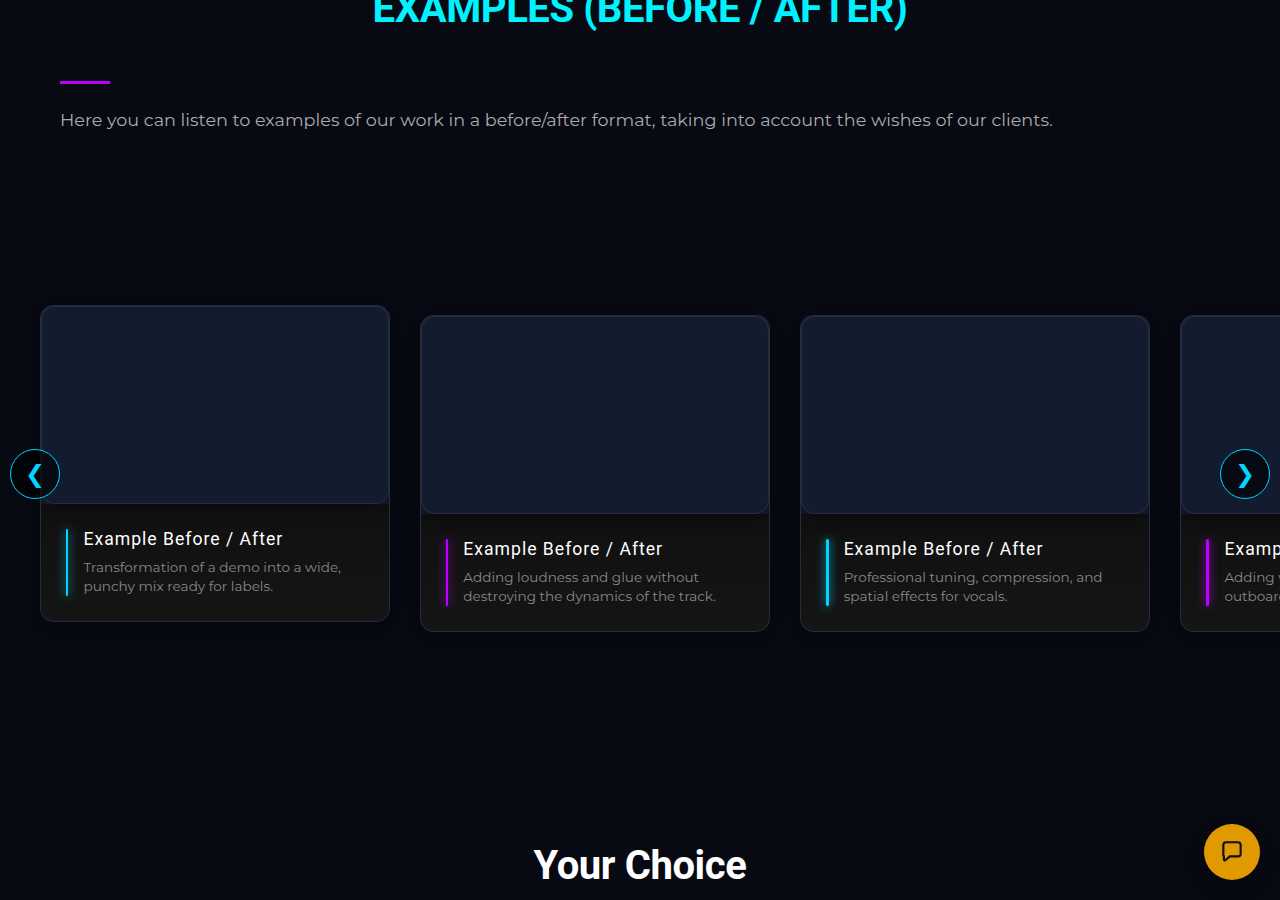 EXAMPLES (BEFORE / AFTER)
Here you can listen to examples of our work in a before/after format, taking into account the wishes of our clients.
Example Before / After
Transformation of a demo into a wide,
punchy mix ready for labels.
Example Before / After
Adding loudness and glue without
destroying the dynamics of the track.
Example Before / After
Professional tuning, compression, and
spatial effects for vocals.
Adding
Your Choice